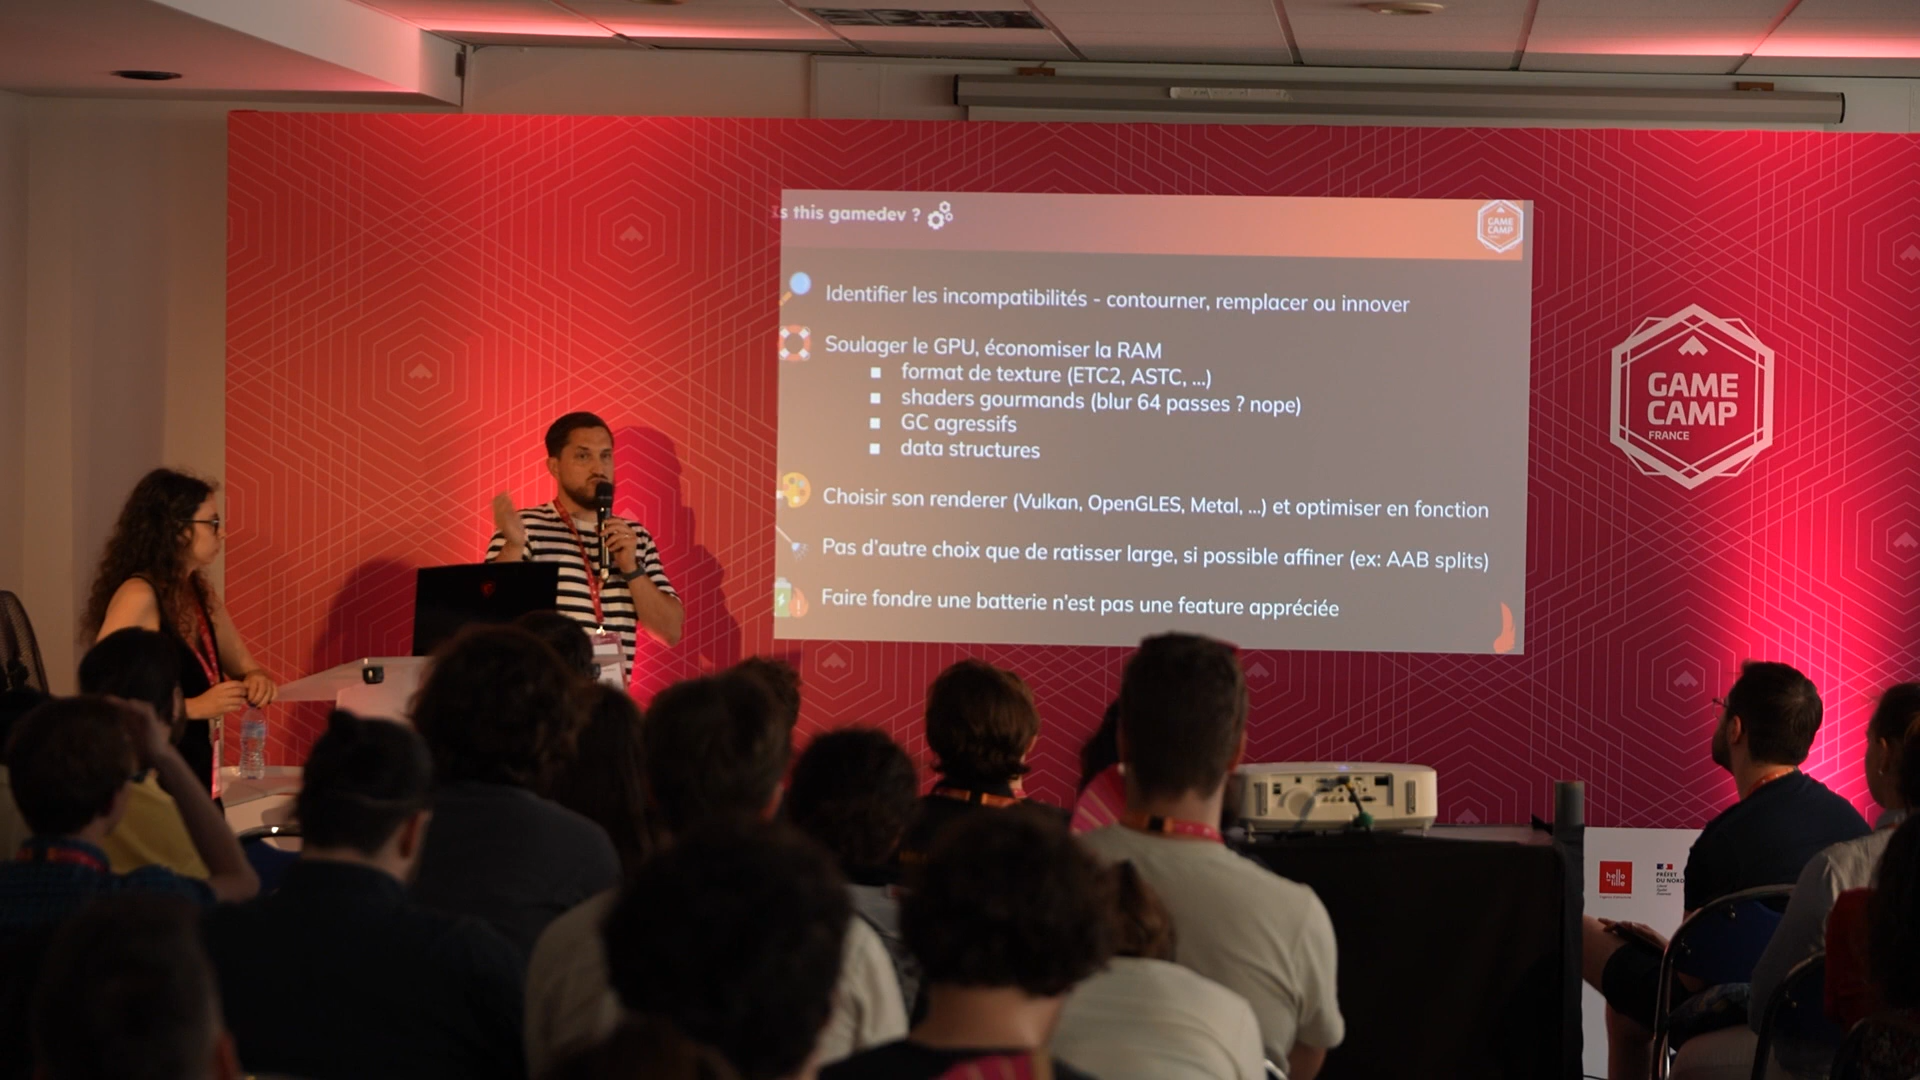 Is this gamedev ?
GAME
CAMP
Identifier les incompatibilités - contourner, remplacer ou innover
Soulager le GPU, économiser la RAM
format de texture (ETC2, ASTC, ...)
shaders gourmands (blur 64 passes ? nope)
GC agressifs
data structures
Choisir son renderer (Vulkan, OpenGLES, Metal, ...) et optimiser en fonction
Pas d'autre choix que de ratisser large, si possible affiner (ex: AAB splits)
Faire fondre une batterie n'est pas une feature appréciée
GAME
CAMP
FRANCE
hello
lille
PRÉFET
DU NORD